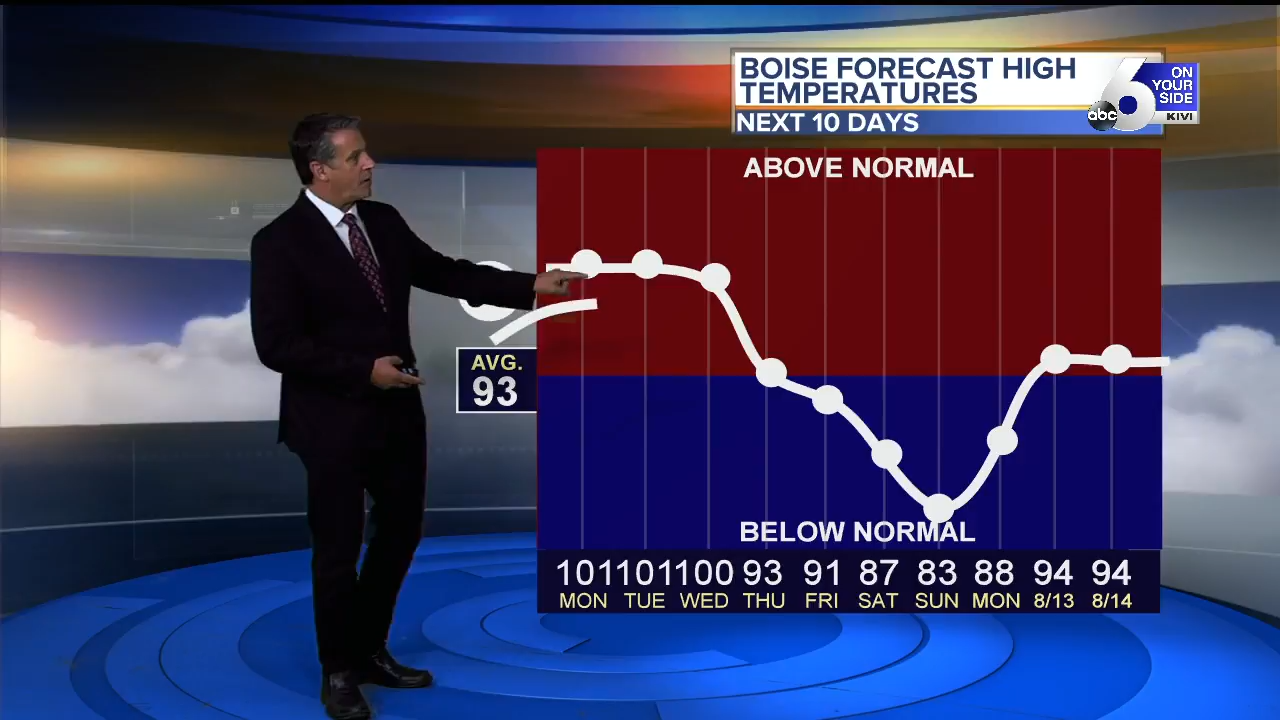 BOISE FORECAST HIGH
TEMPERATURES
NEXT 10 DAYS
abc
6
ON
YOUR
SIDE
KIVI
ABOVE NORMAL
AVG.
93
BELOW NORMAL
101 101 100 93 91 87 83 88 94 94
MON TUE WED THU FRI SAT SUN MON 8/13 8/14